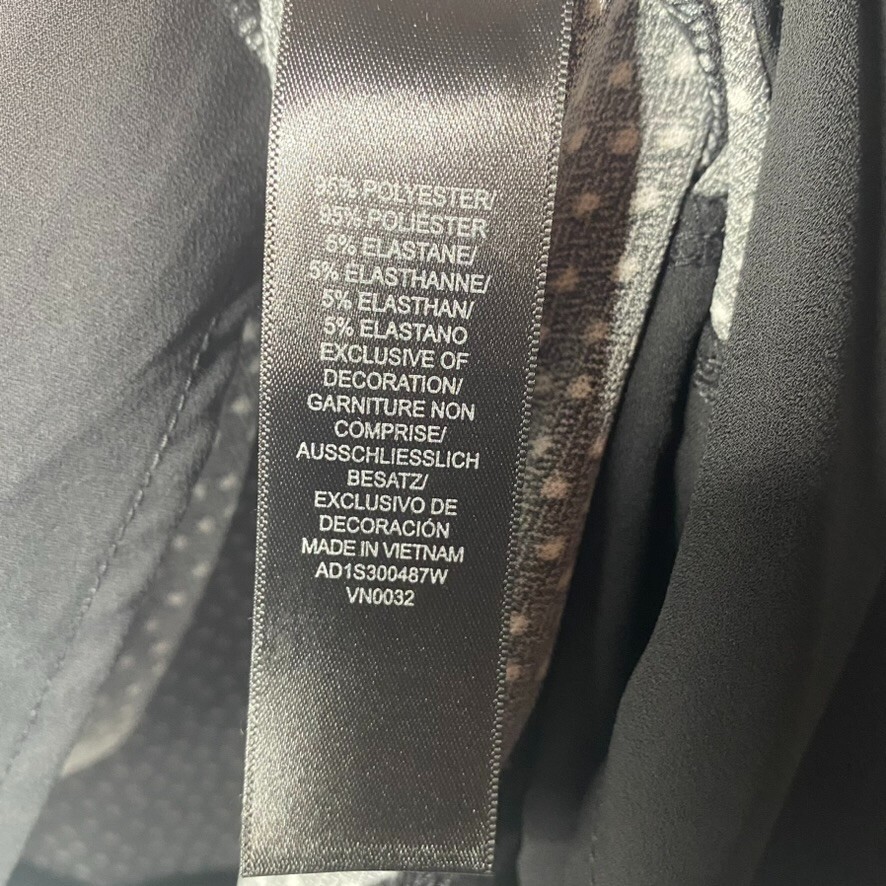 95% POLYESTER/
95% POLIÉSTER
5% ELASTANE/
5% ELASTHANNE/
5% ELASTHAN/
5% ELASTANO
EXCLUSIVE OF
DECORATION/
GARNITURE NON
COMPRISE/
AUSSCHLIESSLICH
BESATZ/
EXCLUSIVO DE
DECORACIÓN
MADE IN VIETNAM
AD1S300487W
VN0032